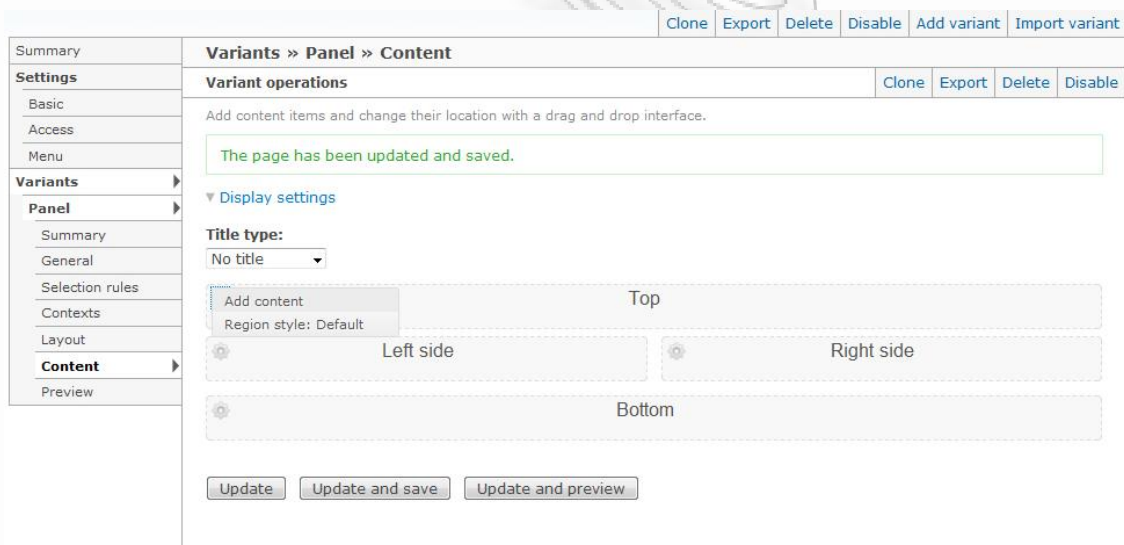 Clone Export Delete Disable Add variant Import variant
Summary
Variants » Panel » Content
Settings
Variant operations
Clone Export Delete Disable
Basic
Add content items and change their location with a drag and drop interface.
Access
Menu
The page has been updated and saved.
Variants
Display settings
Panel
Summary
Title type:
General
No title
Selection rules
Add content
Top
Contexts
Region style: Default
Layout
Left side
Right side
Content
Preview
Bottom
Update Update and save Update and preview